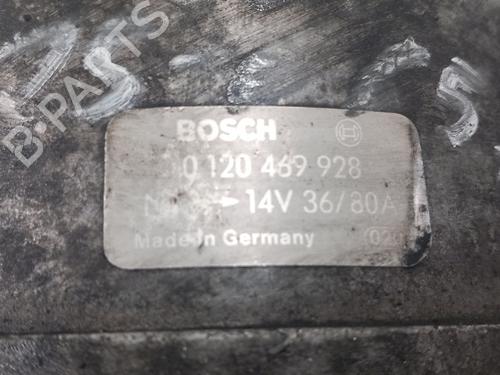 B-PARTS
BOSCH
0 120 469 928
14V 36/80A
Made in Germany